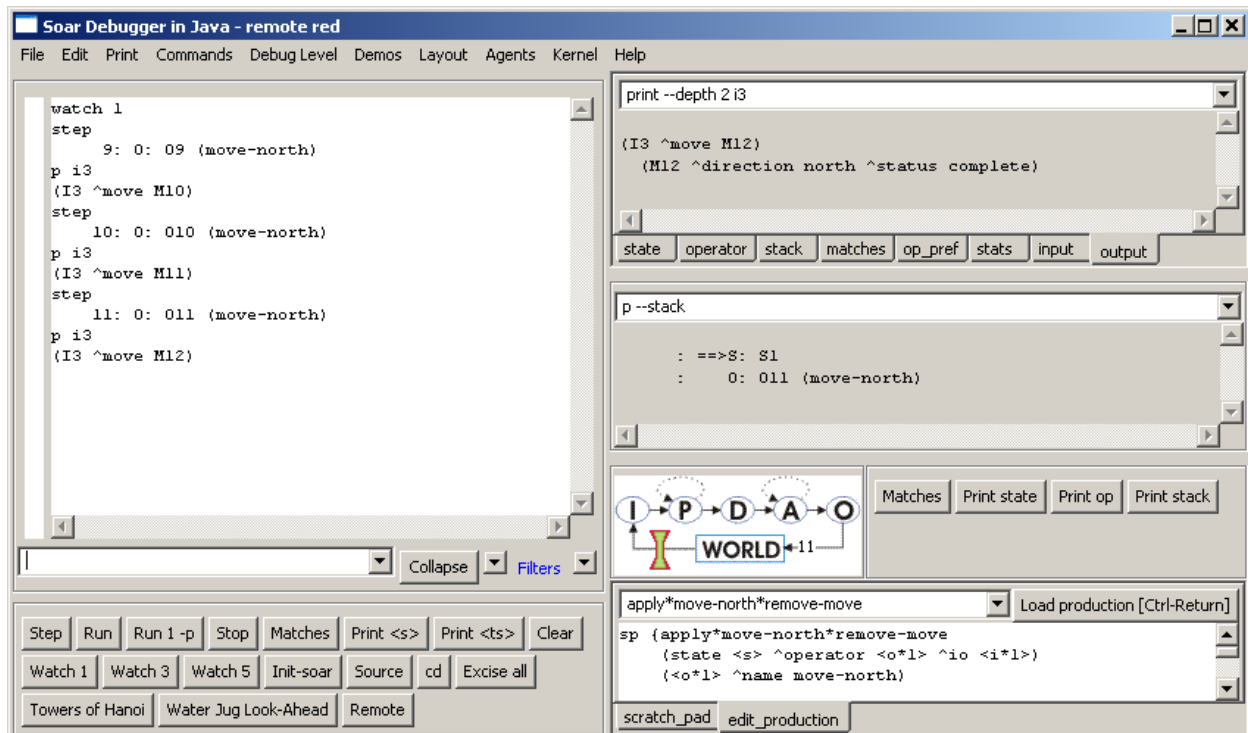 Soar Debugger in Java - remote red
File Edit Print Commands Debug Level Demos Layout Agents Kernel Help
watch 1
step
9: O: O9 (move-north)
p i3
(I3 ^move M10)
step
10: O: O10 (move-north)
p i3
(I3 ^move M11)
step
11: O: O11 (move-north)
p i3
(I3 ^move M12)
Collapse Filters
Step Run Run 1 -p Stop Matches Print <s> Print <ts> Clear
Watch 1 Watch 3 Watch 5 Init-soar Source cd Excise all
Towers of Hanoi Water Jug Look-Ahead Remote
print --depth 2 i3
(I3 ^move M12)
(M12 ^direction north ^status complete)
state operator stack matches op_pref stats input output
p --stack
: ==>S: S1
: O: O11 (move-north)
I P D A O
WORLD 11
Matches Print state Print op Print stack
apply*move-north*remove-move Load production [Ctrl-Return]
sp {apply*move-north*remove-move
(state <s> ^operator <o*1> ^io <i*1>)
(<o*1> ^name move-north)
scratch_pad edit_production